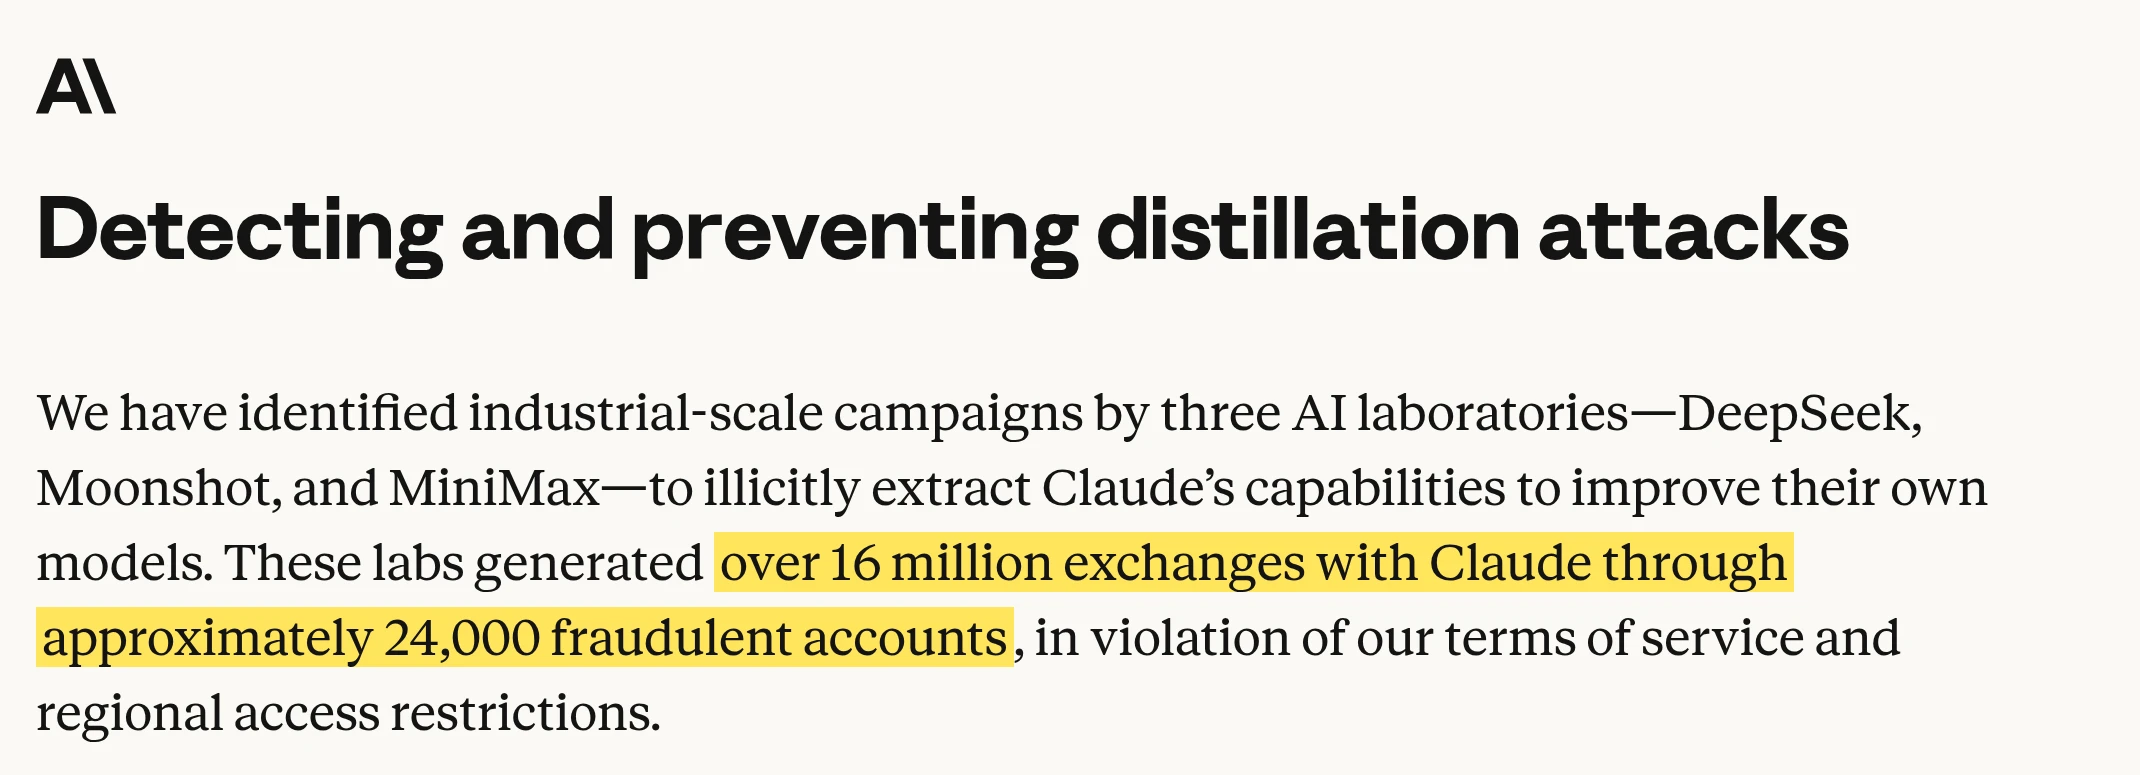 A\
Detecting and preventing distillation attacks
We have identified industrial-scale campaigns by three AI laboratories—DeepSeek,
Moonshot, and MiniMax—to illicitly extract Claude’s capabilities to improve their own
models. These labs generated over 16 million exchanges with Claude through
approximately 24,000 fraudulent accounts, in violation of our terms of service and
regional access restrictions.